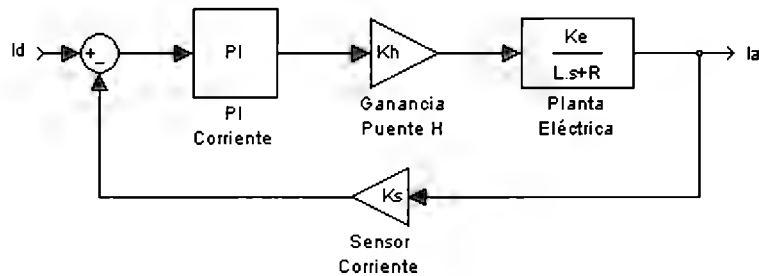 Id
+
−
PI
PI
Corriente
Kh
Ganancia
Puente H
Ke
L.s+R
Planta
Eléctrica
Ia
Ks
Sensor
Corriente